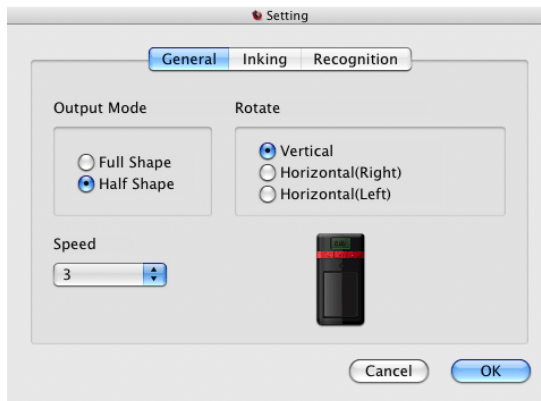 Setting
General Inking Recognition
Output Mode
Rotate
Full Shape
Half Shape
Vertical
Horizontal(Right)
Horizontal(Left)
Speed
3
Cancel OK